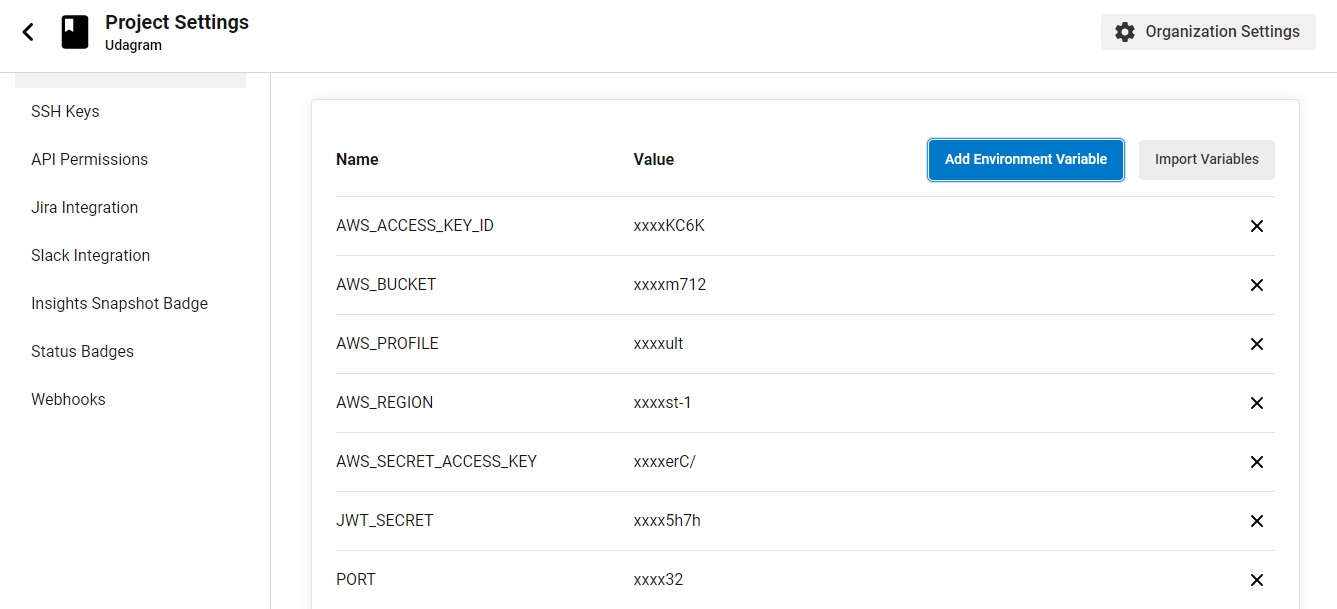 Project Settings
Udagram
Organization Settings
SSH Keys
API Permissions
Jira Integration
Slack Integration
Insights Snapshot Badge
Status Badges
Webhooks
Name Value Add Environment Variable Import Variables
AWS_ACCESS_KEY_ID xxxxKC6K
AWS_BUCKET xxxxm712
AWS_PROFILE xxxxult
AWS_REGION xxxxst-1
AWS_SECRET_ACCESS_KEY xxxxerC/
JWT_SECRET xxxx5h7h
PORT xxxx32